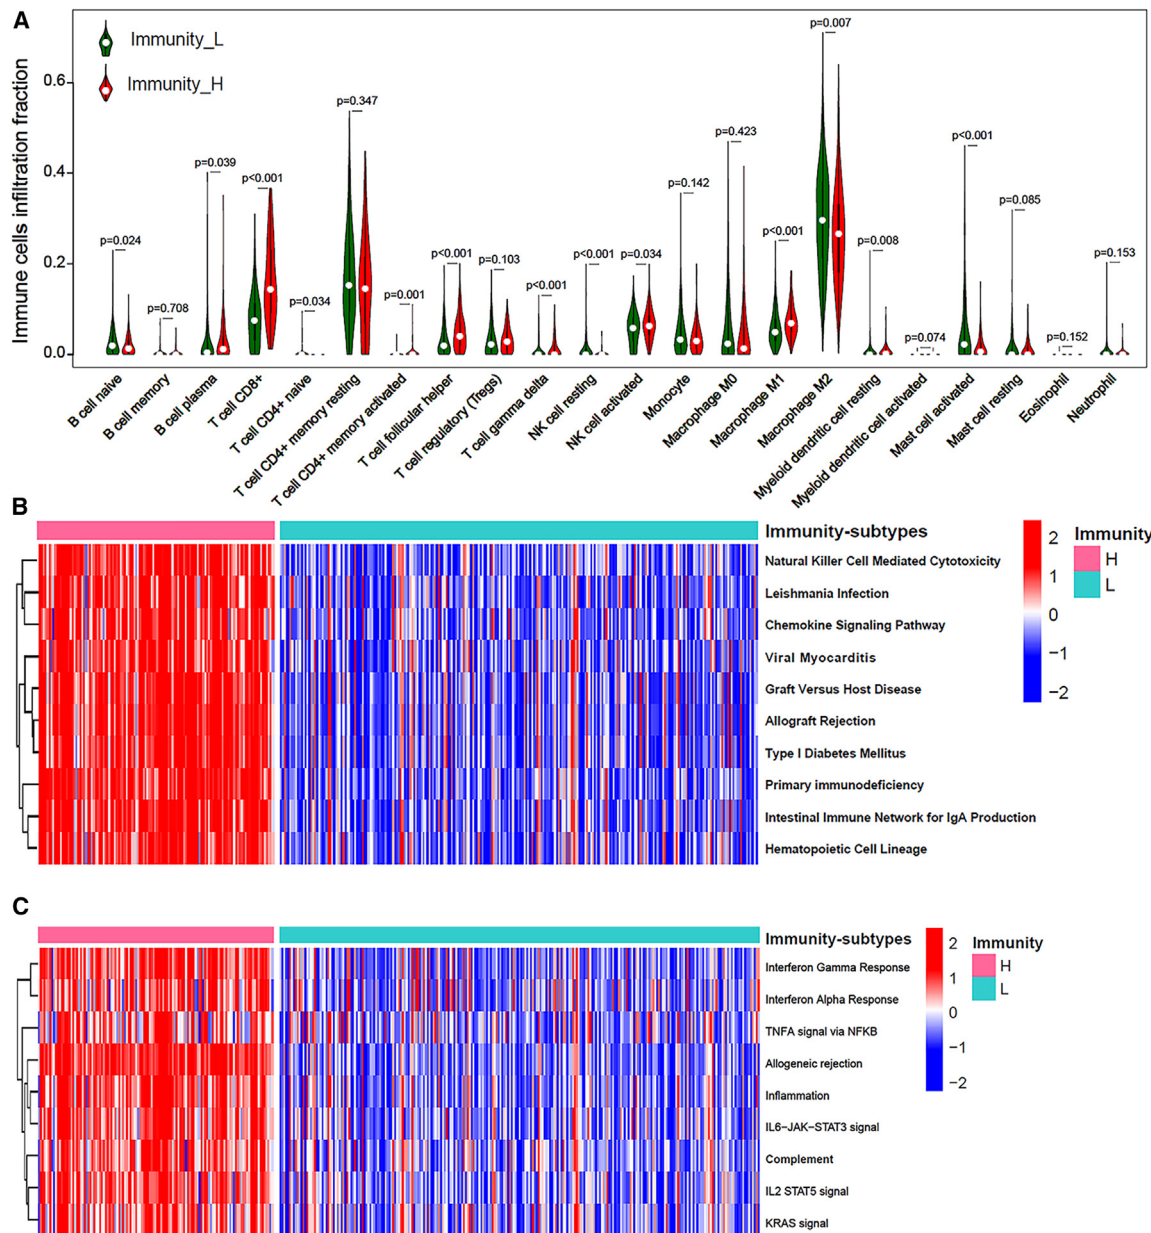 A
Immunity_L
Immunity_H
Immune cells infiltration fraction
0.6
0.4
0.2
0.0
p=0.024
p=0.708
p=0.039
p<0.001
p=0.034
p=0.347
p=0.001
p<0.001
p=0.103
p<0.001
p<0.001
p=0.034
p=0.142
p=0.423
p<0.001
p=0.007
p=0.008
p=0.074
p<0.001
p=0.085
p=0.152
p=0.153
B cell naive
B cell memory
B cell plasma
T cell CD8+
T cell CD4+ naive
T cell CD4+ memory resting
T cell CD4+ memory activated
T cell follicular helper
T cell regulatory (Tregs)
T cell gamma delta
NK cell resting
NK cell activated
Monocyte
Macrophage M0
Macrophage M1
Macrophage M2
Myeloid dendritic cell resting
Myeloid dendritic cell activated
Mast cell activated
Mast cell resting
Eosinophil
Neutrophil
B
Immunity-subtypes
Natural Killer Cell Mediated Cytotoxicity
Leishmania Infection
Chemokine Signaling Pathway
Viral Myocarditis
Graft Versus Host Disease
Allograft Rejection
Type I Diabetes Mellitus
Primary immunodeficiency
Intestinal Immune Network for IgA Production
Hematopoietic Cell Lineage
2
1
0
−1
−2
Immunity
H
L
C
Immunity-subtypes
Interferon Gamma Response
Interferon Alpha Response
TNFA signal via NFKB
Allogeneic rejection
Inflammation
IL6−JAK−STAT3 signal
Complement
IL2 STAT5 signal
KRAS signal
2
1
0
−1
−2
Immunity
H
L